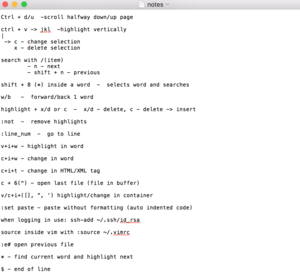 notes
Ctrl + d/u  -scroll halfway down/up page
ctrl + v -> jkl  -highlight vertically
|
-> c - change selection
x - delete selection
search with /(item)
- n - next
- shift + n - previous
shift + 8 (*) inside a word  -  selects word and searches
w/b  -  forward/back 1 word
highlight + x/d or c  -  x/d - delete, c - delete -> insert
:noh  -  remove highlights
:line_num  -  go to line
v+i+w - highlight in word
c+i+w - change in word
c+i+t - change in HTML/XML tag
c + 6(^) - open last file (file in buffer)
v/c+i+([], ", ') highlight/change in container
:set paste - paste without formatting (auto indented code)
when logging in use: ssh-add ~/.ssh/id_rsa
source inside vim with :source ~/.vimrc
:e# open previous file
* - find current word and highlight next
$ - end of line